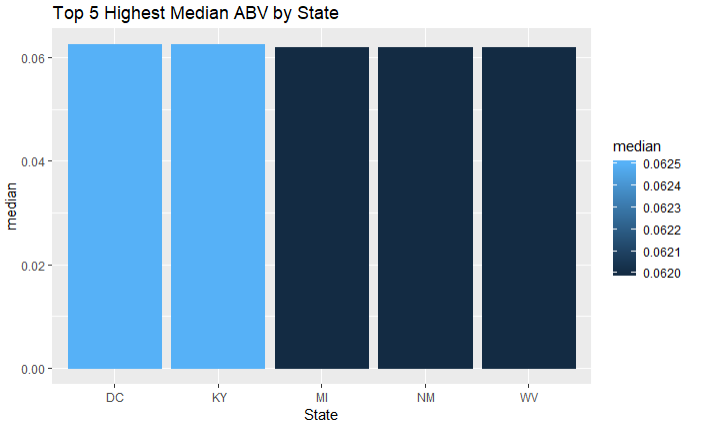 Top 5 Highest Median ABV by State
median
0.06
0.04
0.02
0.00
DC KY MI NM WV
State
median
0.0625
0.0624
0.0623
0.0622
0.0621
0.0620